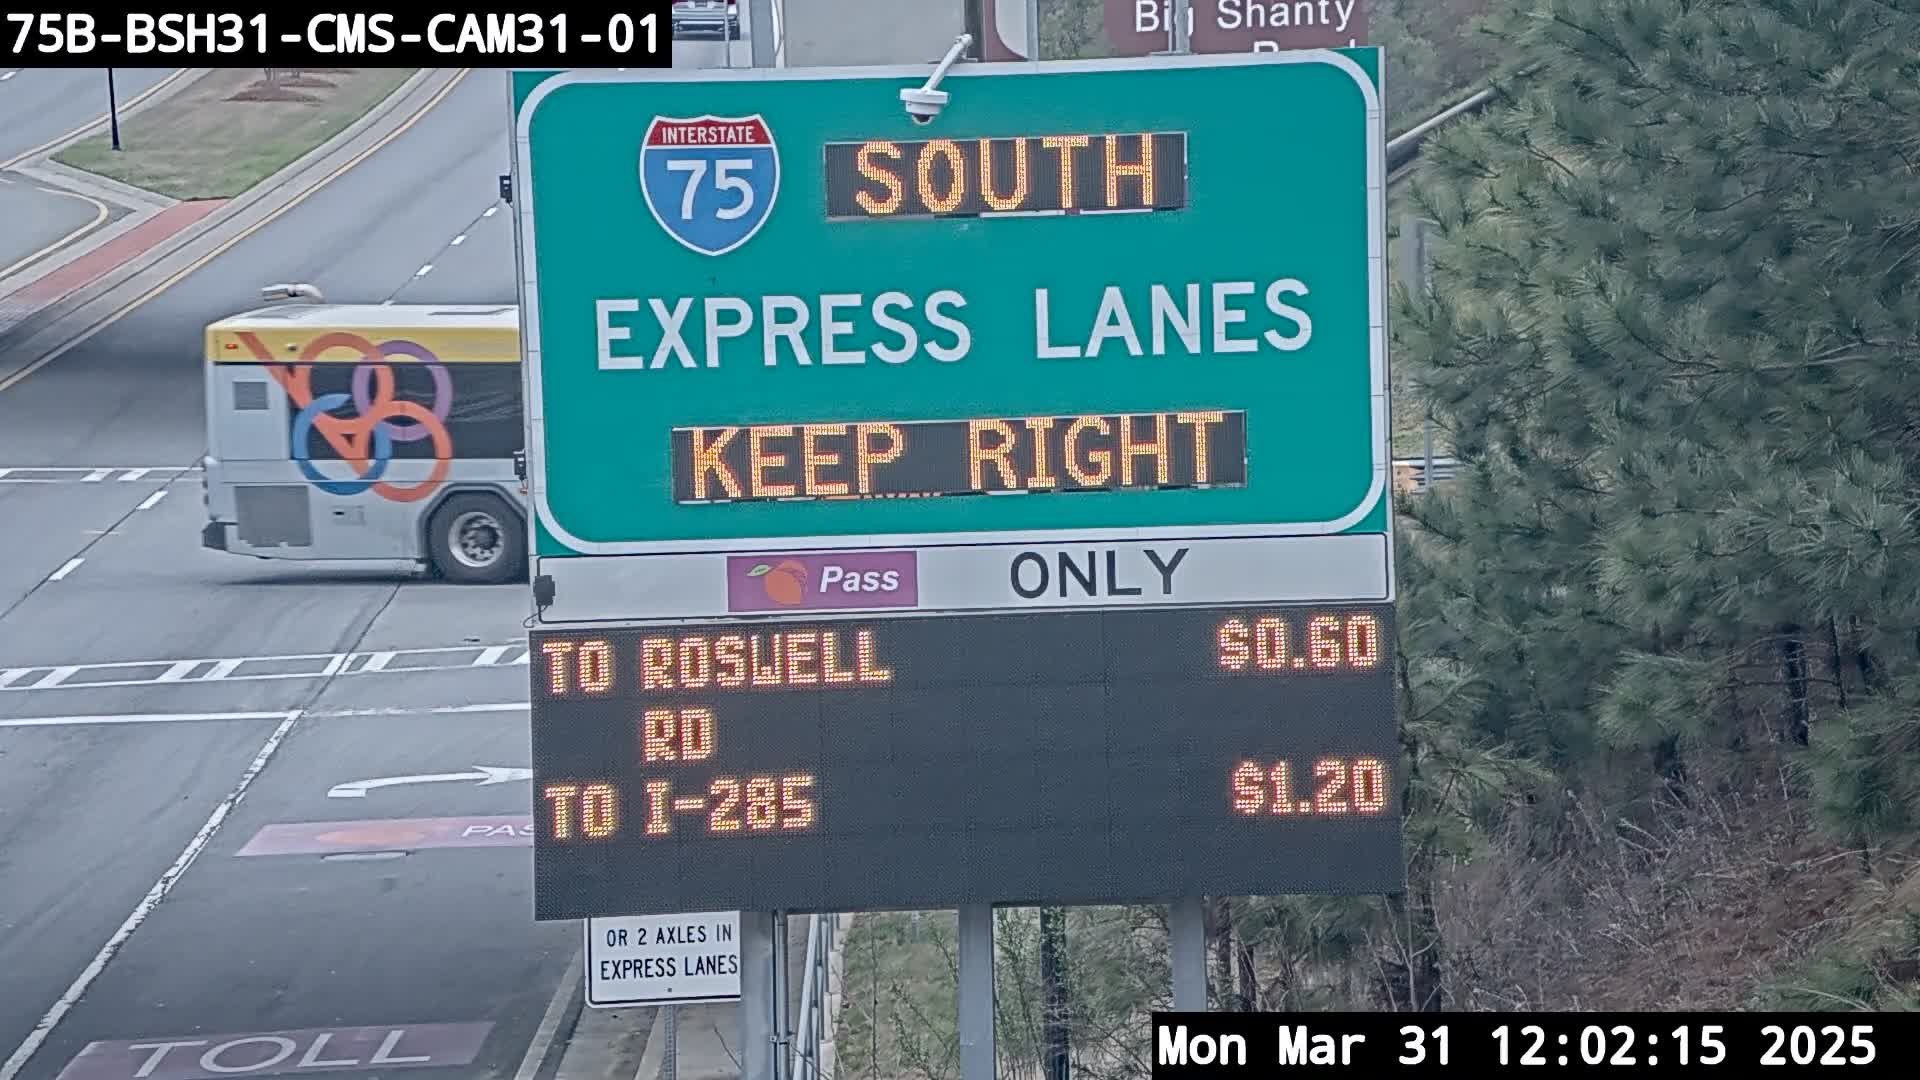 75B-BSH31-CMS-CAM31-01
Big Shanty
INTERSTATE
75
SOUTH
EXPRESS LANES
KEEP RIGHT
Pass ONLY
TO ROSWELL $0.60
RD
TO I-285 $1.20
OR 2 AXLES IN
EXPRESS LANES
TOLL
Mon Mar 31 12:02:15 2025